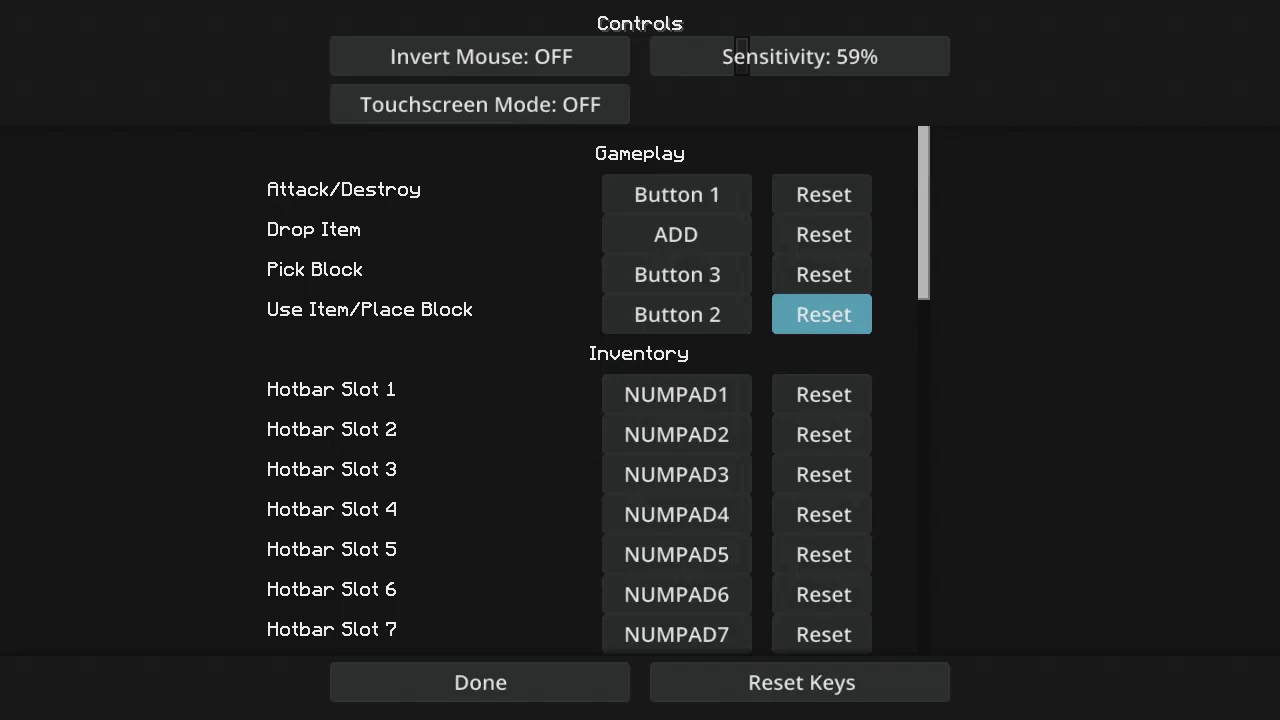 Controls
Invert Mouse: OFF Sensitivity: 59%
Touchscreen Mode: OFF
Gameplay
Attack/Destroy Button 1 Reset
Drop Item ADD Reset
Pick Block Button 3 Reset
Use Item/Place Block Button 2 Reset
Inventory
Hotbar Slot 1 NUMPAD1 Reset
Hotbar Slot 2 NUMPAD2 Reset
Hotbar Slot 3 NUMPAD3 Reset
Hotbar Slot 4 NUMPAD4 Reset
Hotbar Slot 5 NUMPAD5 Reset
Hotbar Slot 6 NUMPAD6 Reset
Hotbar Slot 7 NUMPAD7 Reset
Done Reset Keys